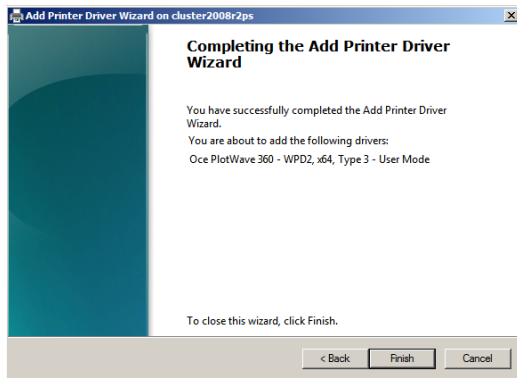 Add Printer Driver Wizard on cluster2008r2ps
Completing the Add Printer Driver
Wizard
You have successfully completed the Add Printer Driver
Wizard.
You are about to add the following drivers:
Oce PlotWave 360 - WPD2, x64, Type 3 - User Mode
To close this wizard, click Finish.
< Back Finish Cancel